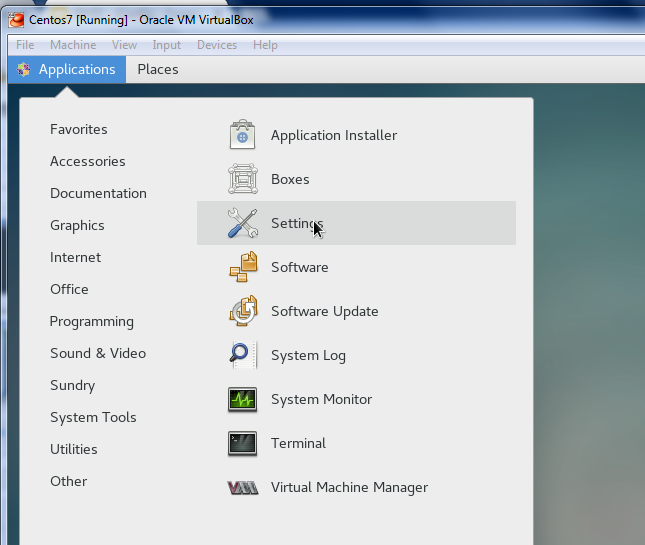 Centos7 [Running] - Oracle VM VirtualBox
File Machine View Input Devices Help
Applications Places
Favorites
Accessories
Documentation
Graphics
Internet
Office
Programming
Sound & Video
Sundry
System Tools
Utilities
Other
Application Installer
Boxes
Settings
Software
Software Update
System Log
System Monitor
Terminal
Virtual Machine Manager